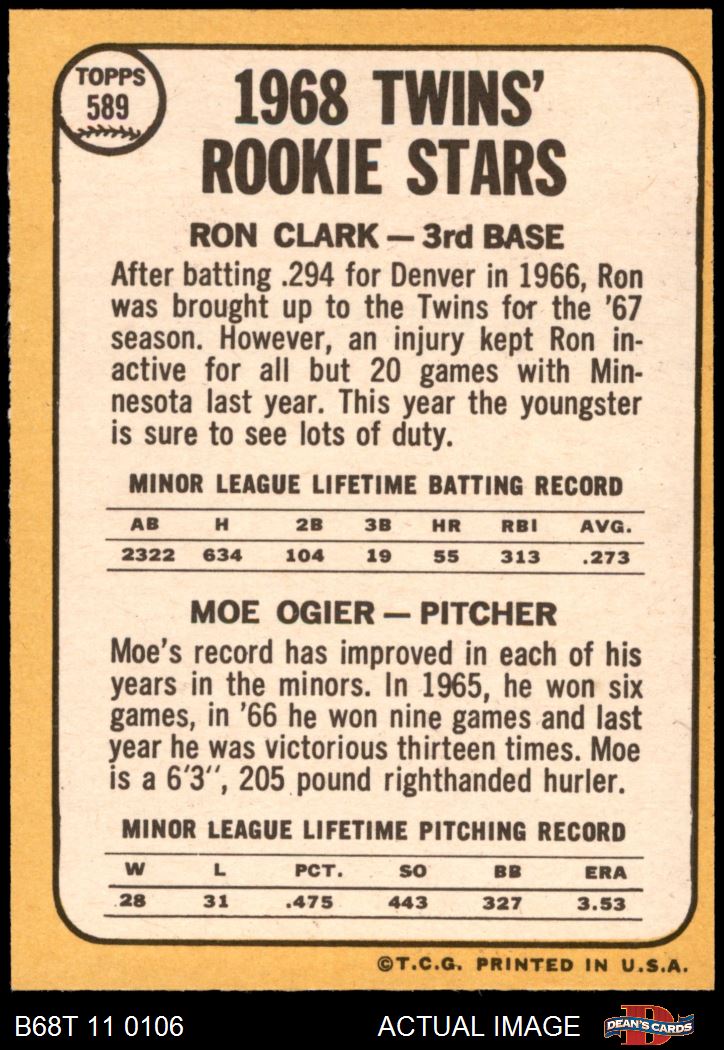 TOPPS
589
1968 TWINS'
ROOKIE STARS
RON CLARK — 3rd BASE
After batting .294 for Denver in 1966, Ron
was brought up to the Twins for the '67
season. However, an injury kept Ron in-
active for all but 20 games with Min-
nesota last year. This year the youngster
is sure to see lots of duty.
MINOR LEAGUE LIFETIME BATTING RECORD
AB H 2B 3B HR RBI AVG.
2322 634 104 19 55 313 .273
MOE OGIER — PITCHER
Moe's record has improved in each of his
years in the minors. In 1965, he won six
games, in '66 he won nine games and last
year he was victorious thirteen times. Moe
is a 6'3", 205 pound righthanded hurler.
MINOR LEAGUE LIFETIME PITCHING RECORD
W L PCT. SO BB ERA
28 31 .475 443 327 3.53
©T.C.G. PRINTED IN U.S.A.
B68T 11 0106 ACTUAL IMAGE DEAN'S CARDS